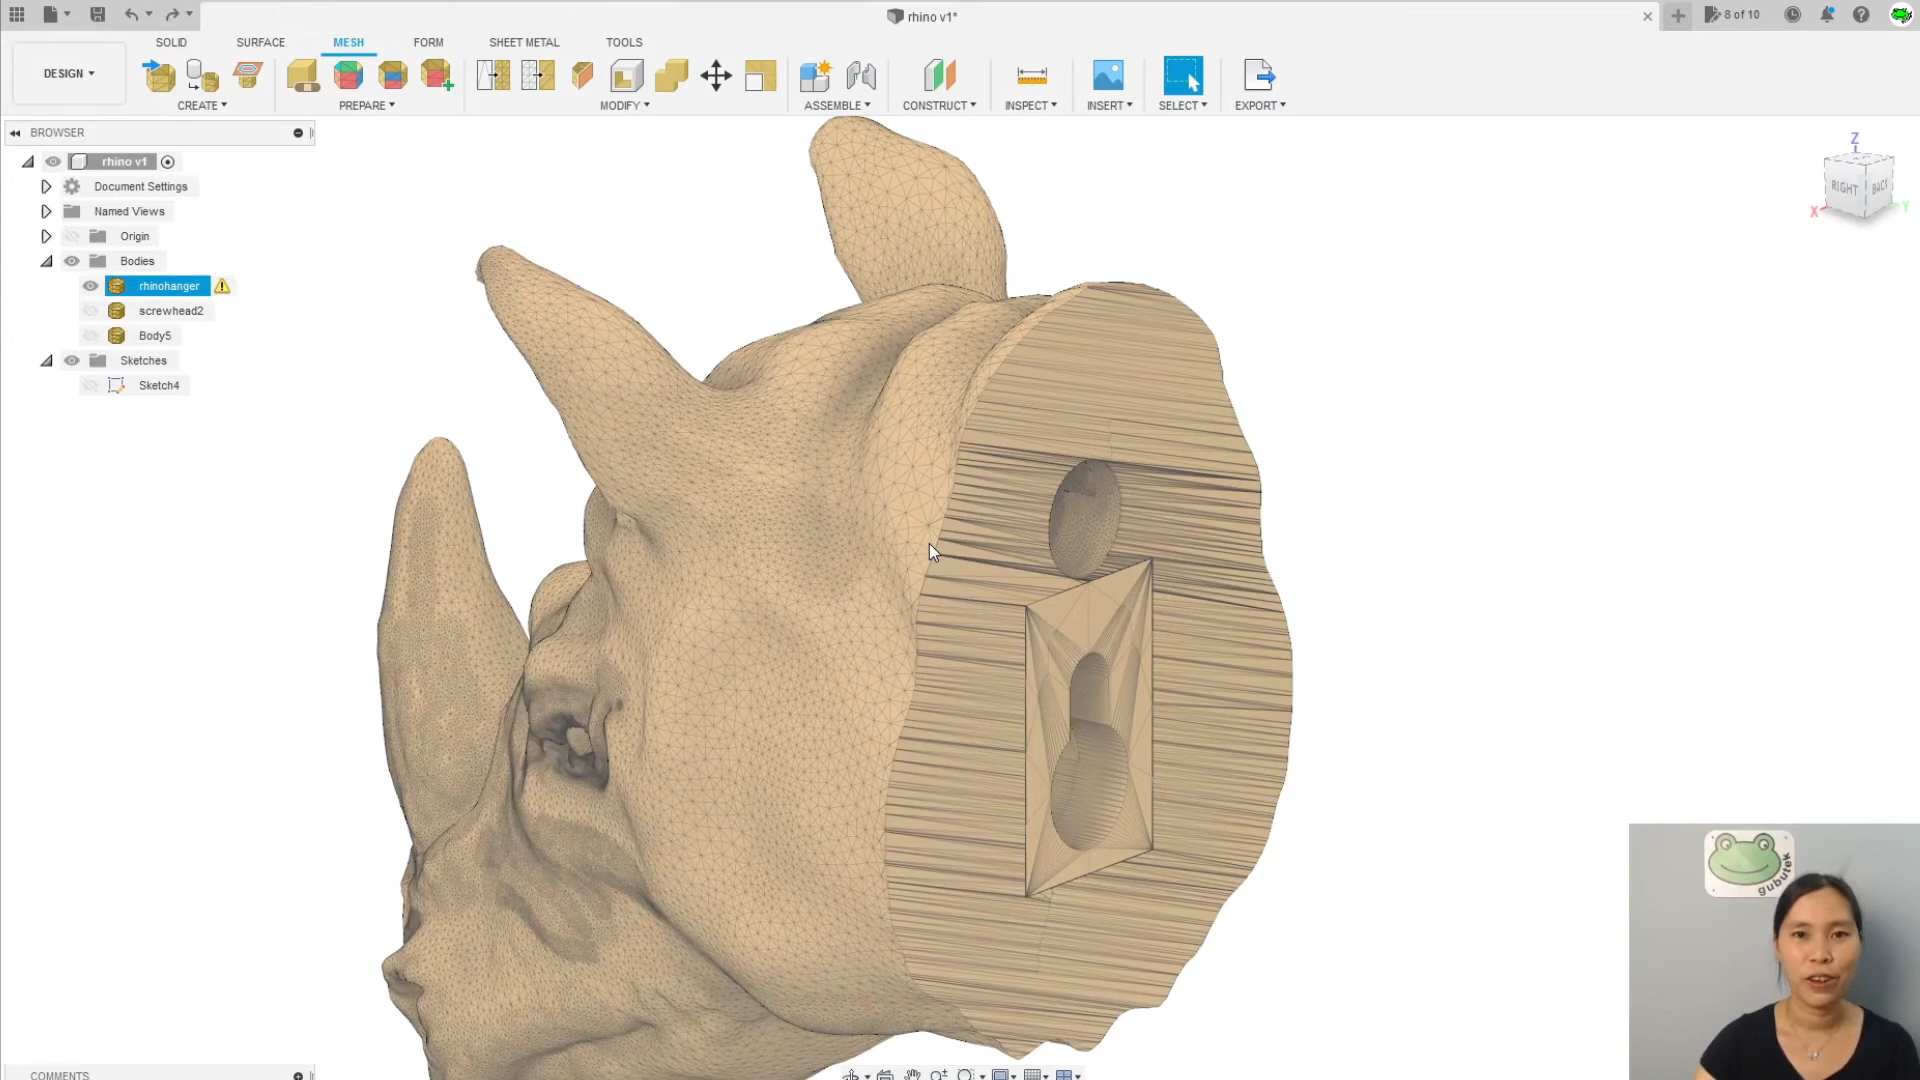 rhino v1*
8 of 10
SOLID SURFACE MESH FORM SHEET METAL TOOLS
DESIGN
CREATE PREPARE MODIFY ASSEMBLE CONSTRUCT INSPECT INSERT SELECT EXPORT
BROWSER
rhino v1
Document Settings
Named Views
Origin
Bodies
rhinohanger
screwhead2
Body5
Sketches
Sketch4
Z
RIGHT BACK
X Y
gubutek
COMMENTS